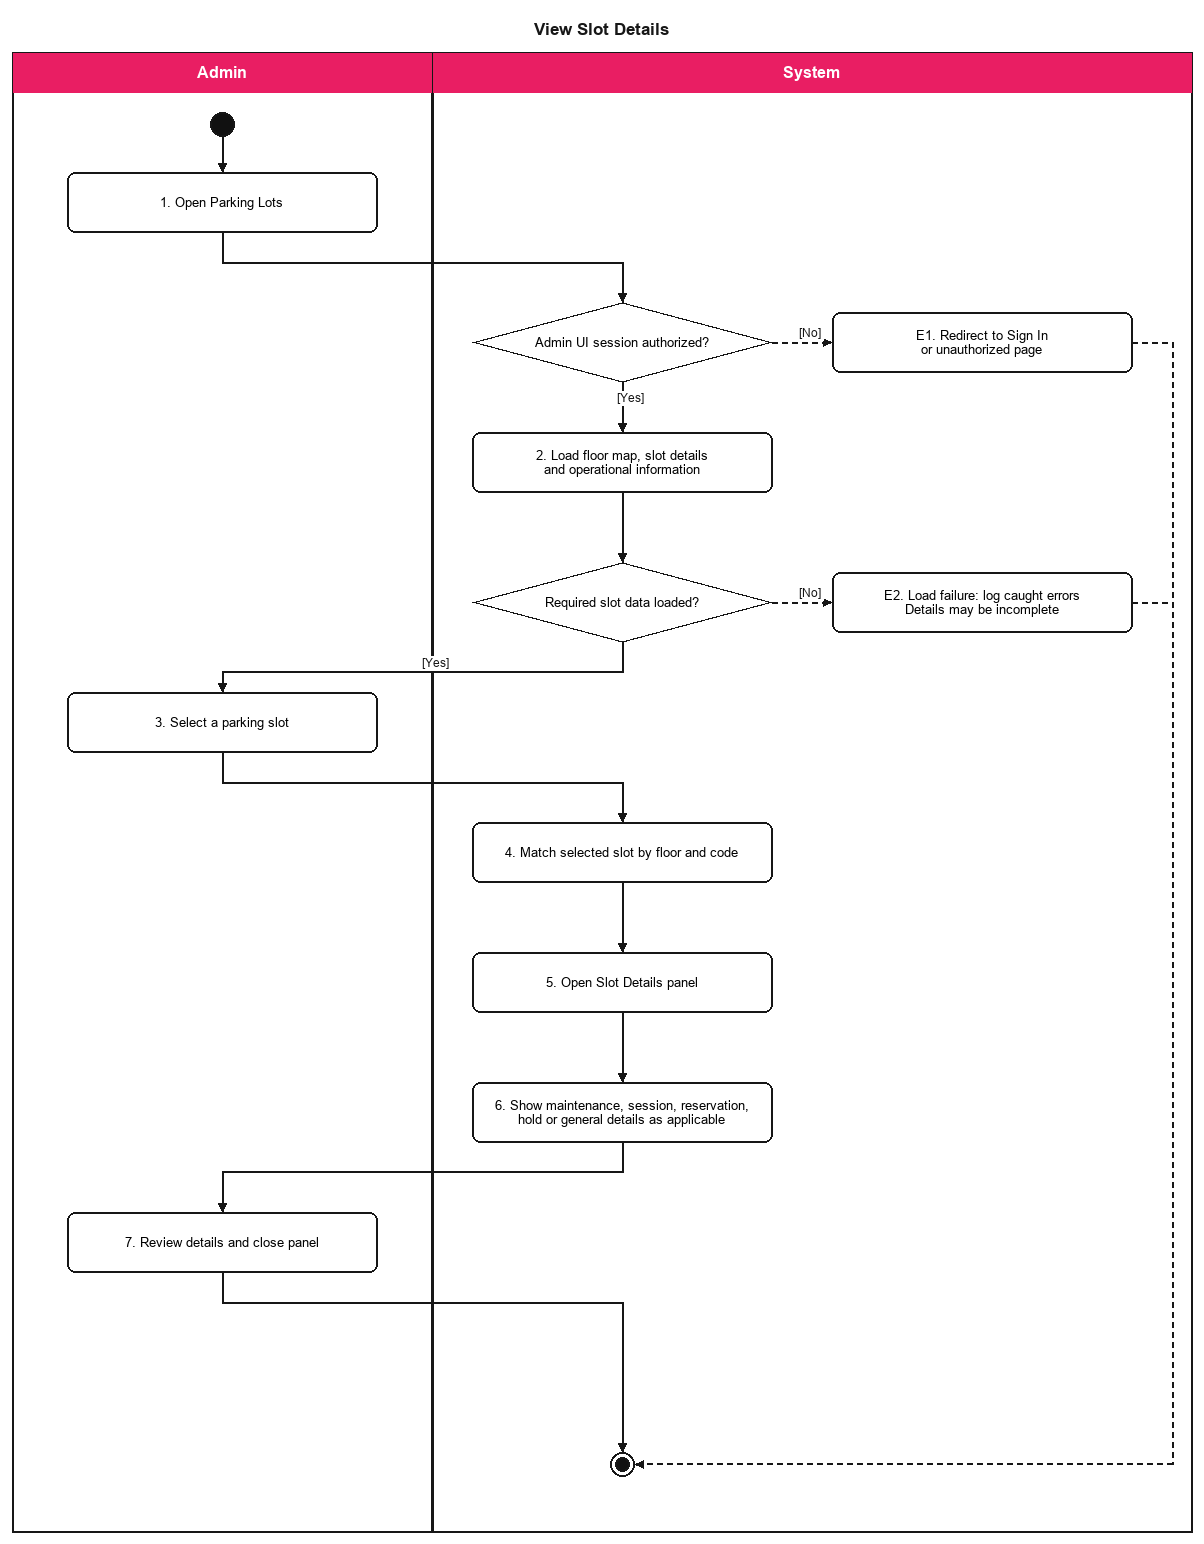 View Slot Details
Admin
System
1. Open Parking Lots
Admin UI session authorized?
[No]
E1. Redirect to Sign In
or unauthorized page
[Yes]
2. Load floor map, slot details
and operational information
Required slot data loaded?
[No]
E2. Load failure: log caught errors
Details may be incomplete
[Yes]
3. Select a parking slot
4. Match selected slot by floor and code
5. Open Slot Details panel
6. Show maintenance, session, reservation,
hold or general details as applicable
7. Review details and close panel